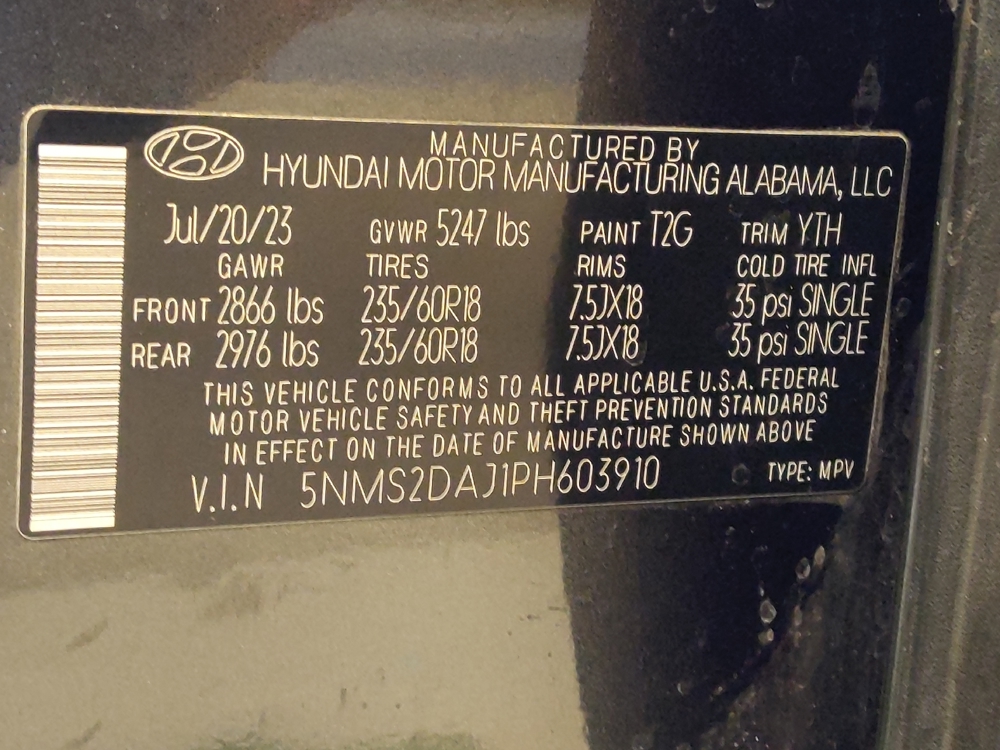 MANUFACTURED BY
HYUNDAI MOTOR MANUFACTURING ALABAMA, LLC
Jul/20/23 GVWR 5247 lbs PAINT T2G TRIM YTH
GAWR TIRES RIMS COLD TIRE INFL
FRONT 2866 lbs 235/60R18 7.5JX18 35 psi SINGLE
REAR 2976 lbs 235/60R18 7.5JX18 35 psi SINGLE
THIS VEHICLE CONFORMS TO ALL APPLICABLE U.S.A. FEDERAL
MOTOR VEHICLE SAFETY AND THEFT PREVENTION STANDARDS
IN EFFECT ON THE DATE OF MANUFACTURE SHOWN ABOVE
V.I.N 5NMS2DAJ1PH603910 TYPE: MPV